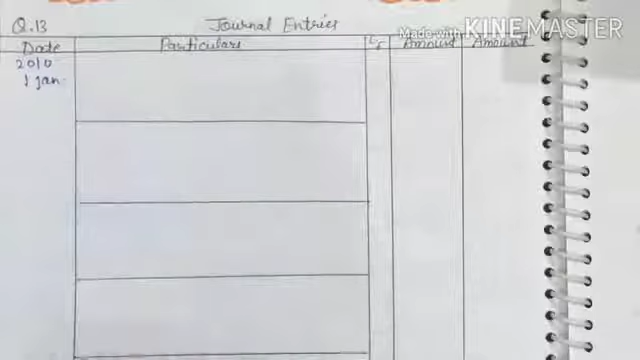 Q.13 Journal Entries
Made with KINEMASTER
Date Particulars L.F Amount Amount
2010
1 Jan